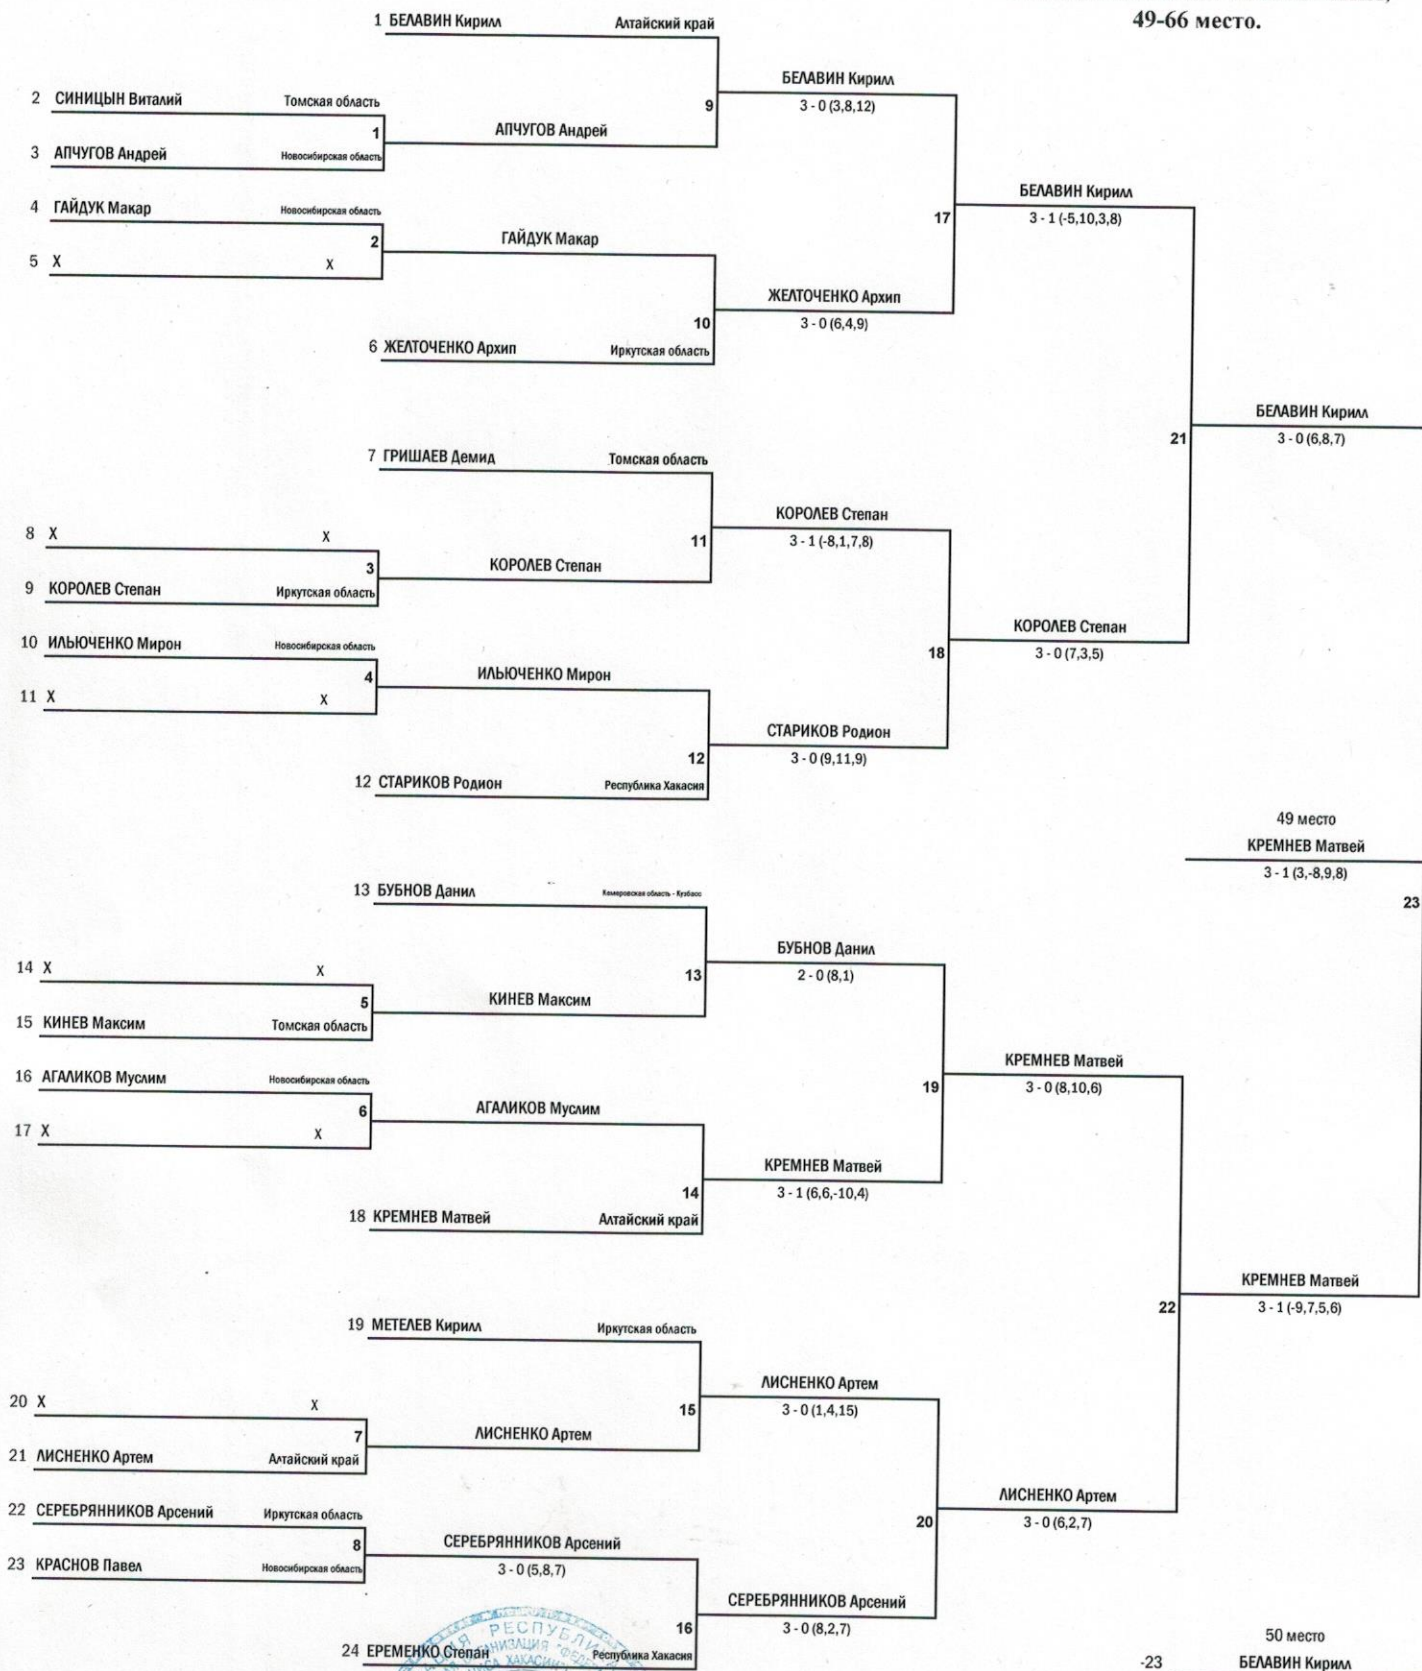 49-66 место.
1 БЕЛАВИН Кирилл Алтайский край
БЕЛАВИН Кирилл
3 - 0 (3,8,12)
2 СИНИЦЫН Виталий Томская область
9
1
АПЧУГОВ Андрей
3 АПЧУГОВ Андрей Новосибирская область
БЕЛАВИН Кирилл
3 - 1 (-5,10,3,8)
4 ГАЙДУК Макар Новосибирская область
17
2
ГАЙДУК Макар
5 X X
ЖЕЛТОЧЕНКО Архип
3 - 0 (6,4,9)
10
6 ЖЕЛТОЧЕНКО Архип Иркутская область
БЕЛАВИН Кирилл
3 - 0 (6,8,7)
21
7 ГРИШАЕВ Демид Томская область
КОРОЛЕВ Степан
3 - 1 (-8,1,7,8)
8 X X
11
3
КОРОЛЕВ Степан
9 КОРОЛЕВ Степан Иркутская область
КОРОЛЕВ Степан
3 - 0 (7,3,5)
10 ИЛЬЮЧЕНКО Мирон Новосибирская область
18
4
ИЛЬЮЧЕНКО Мирон
11 X X
СТАРИКОВ Родион
3 - 0 (9,11,9)
12
12 СТАРИКОВ Родион Республика Хакасия
49 место
КРЕМНЕВ Матвей
3 - 1 (3,-8,9,8)
23
13 БУБНОВ Данил Кемеровская область - Кузбасс
БУБНОВ Данил
2 - 0 (8,1)
14 X X
13
5
КИНЕВ Максим
15 КИНЕВ Максим Томская область
КРЕМНЕВ Матвей
3 - 0 (8,10,6)
16 АГАЛИКОВ Муслим Новосибирская область
19
6
АГАЛИКОВ Муслим
17 X X
КРЕМНЕВ Матвей
3 - 1 (6,6,-10,4)
14
18 КРЕМНЕВ Матвей Алтайский край
КРЕМНЕВ Матвей
3 - 1 (-9,7,5,6)
22
19 МЕТЕЛЕВ Кирилл Иркутская область
ЛИСНЕНКО Артем
3 - 0 (1,4,15)
20 X X
15
7
ЛИСНЕНКО Артем
21 ЛИСНЕНКО Артем Алтайский край
ЛИСНЕНКО Артем
3 - 0 (6,2,7)
22 СЕРЕБРЯННИКОВ Арсений Иркутская область
20
8
СЕРЕБРЯННИКОВ Арсений
3 - 0 (5,8,7)
23 КРАСНОВ Павел Новосибирская область
СЕРЕБРЯННИКОВ Арсений
3 - 0 (8,2,7)
16
24 ЕРЕМЕНКО Степан Республика Хакасия
50 место
-23 БЕЛАВИН Кирилл